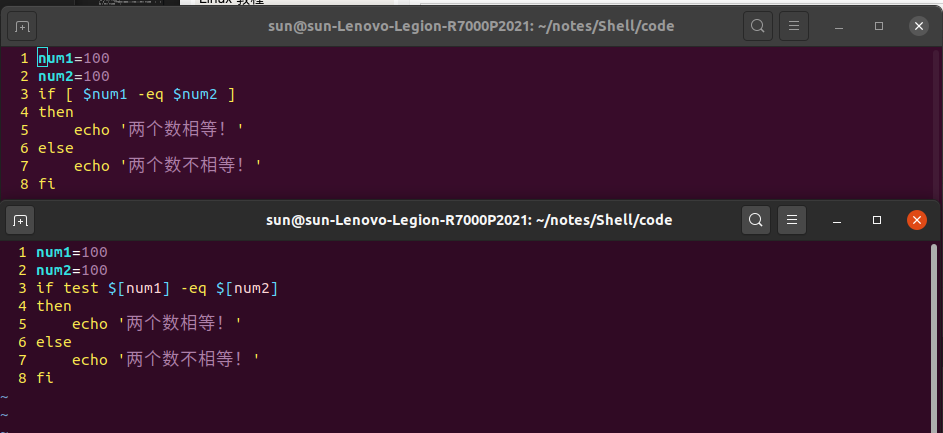 Linux 教程
sun@sun-Lenovo-Legion-R7000P2021: ~/notes/Shell/code
1 num1=100
2 num2=100
3 if [ $num1 -eq $num2 ]
4 then
5     echo '两个数相等！'
6 else
7     echo '两个数不相等！'
8 fi
sun@sun-Lenovo-Legion-R7000P2021: ~/notes/Shell/code
1 num1=100
2 num2=100
3 if test $[num1] -eq $[num2]
4 then
5     echo '两个数相等！'
6 else
7     echo '两个数不相等！'
8 fi
~
~
~